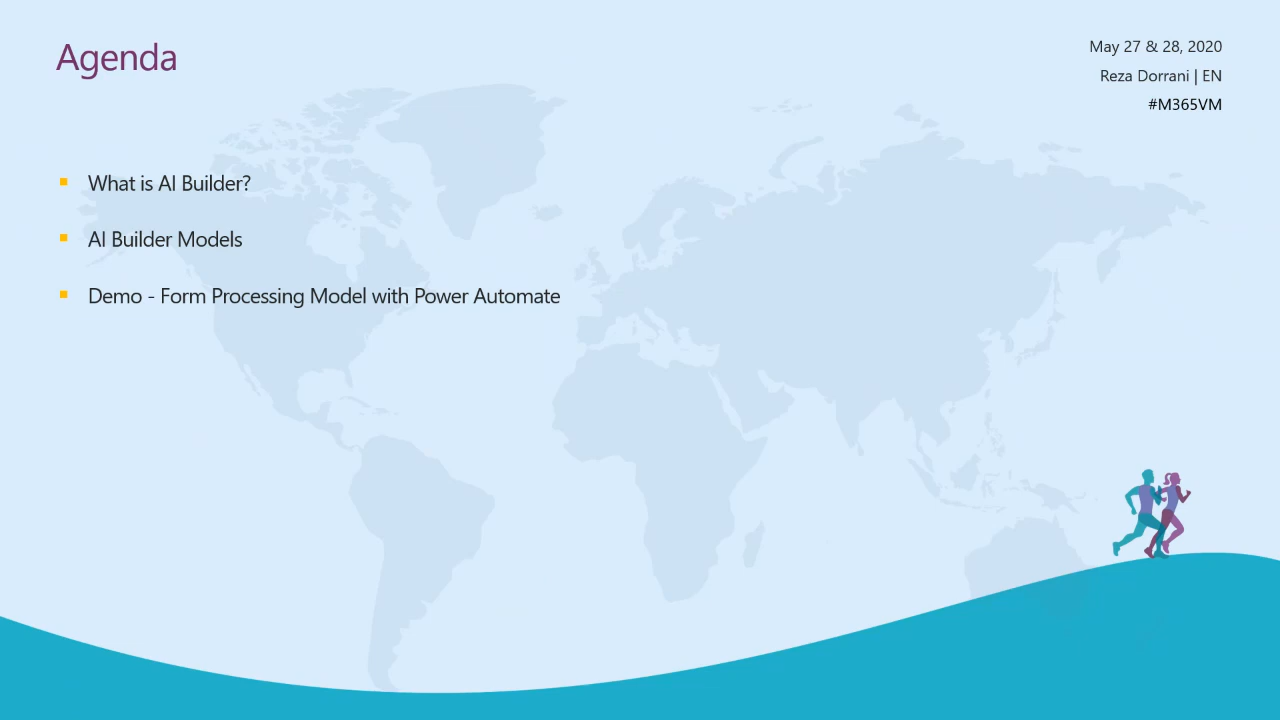 Agenda
May 27 & 28, 2020
Reza Dorrani | EN
#M365VM
What is AI Builder?
AI Builder Models
Demo - Form Processing Model with Power Automate